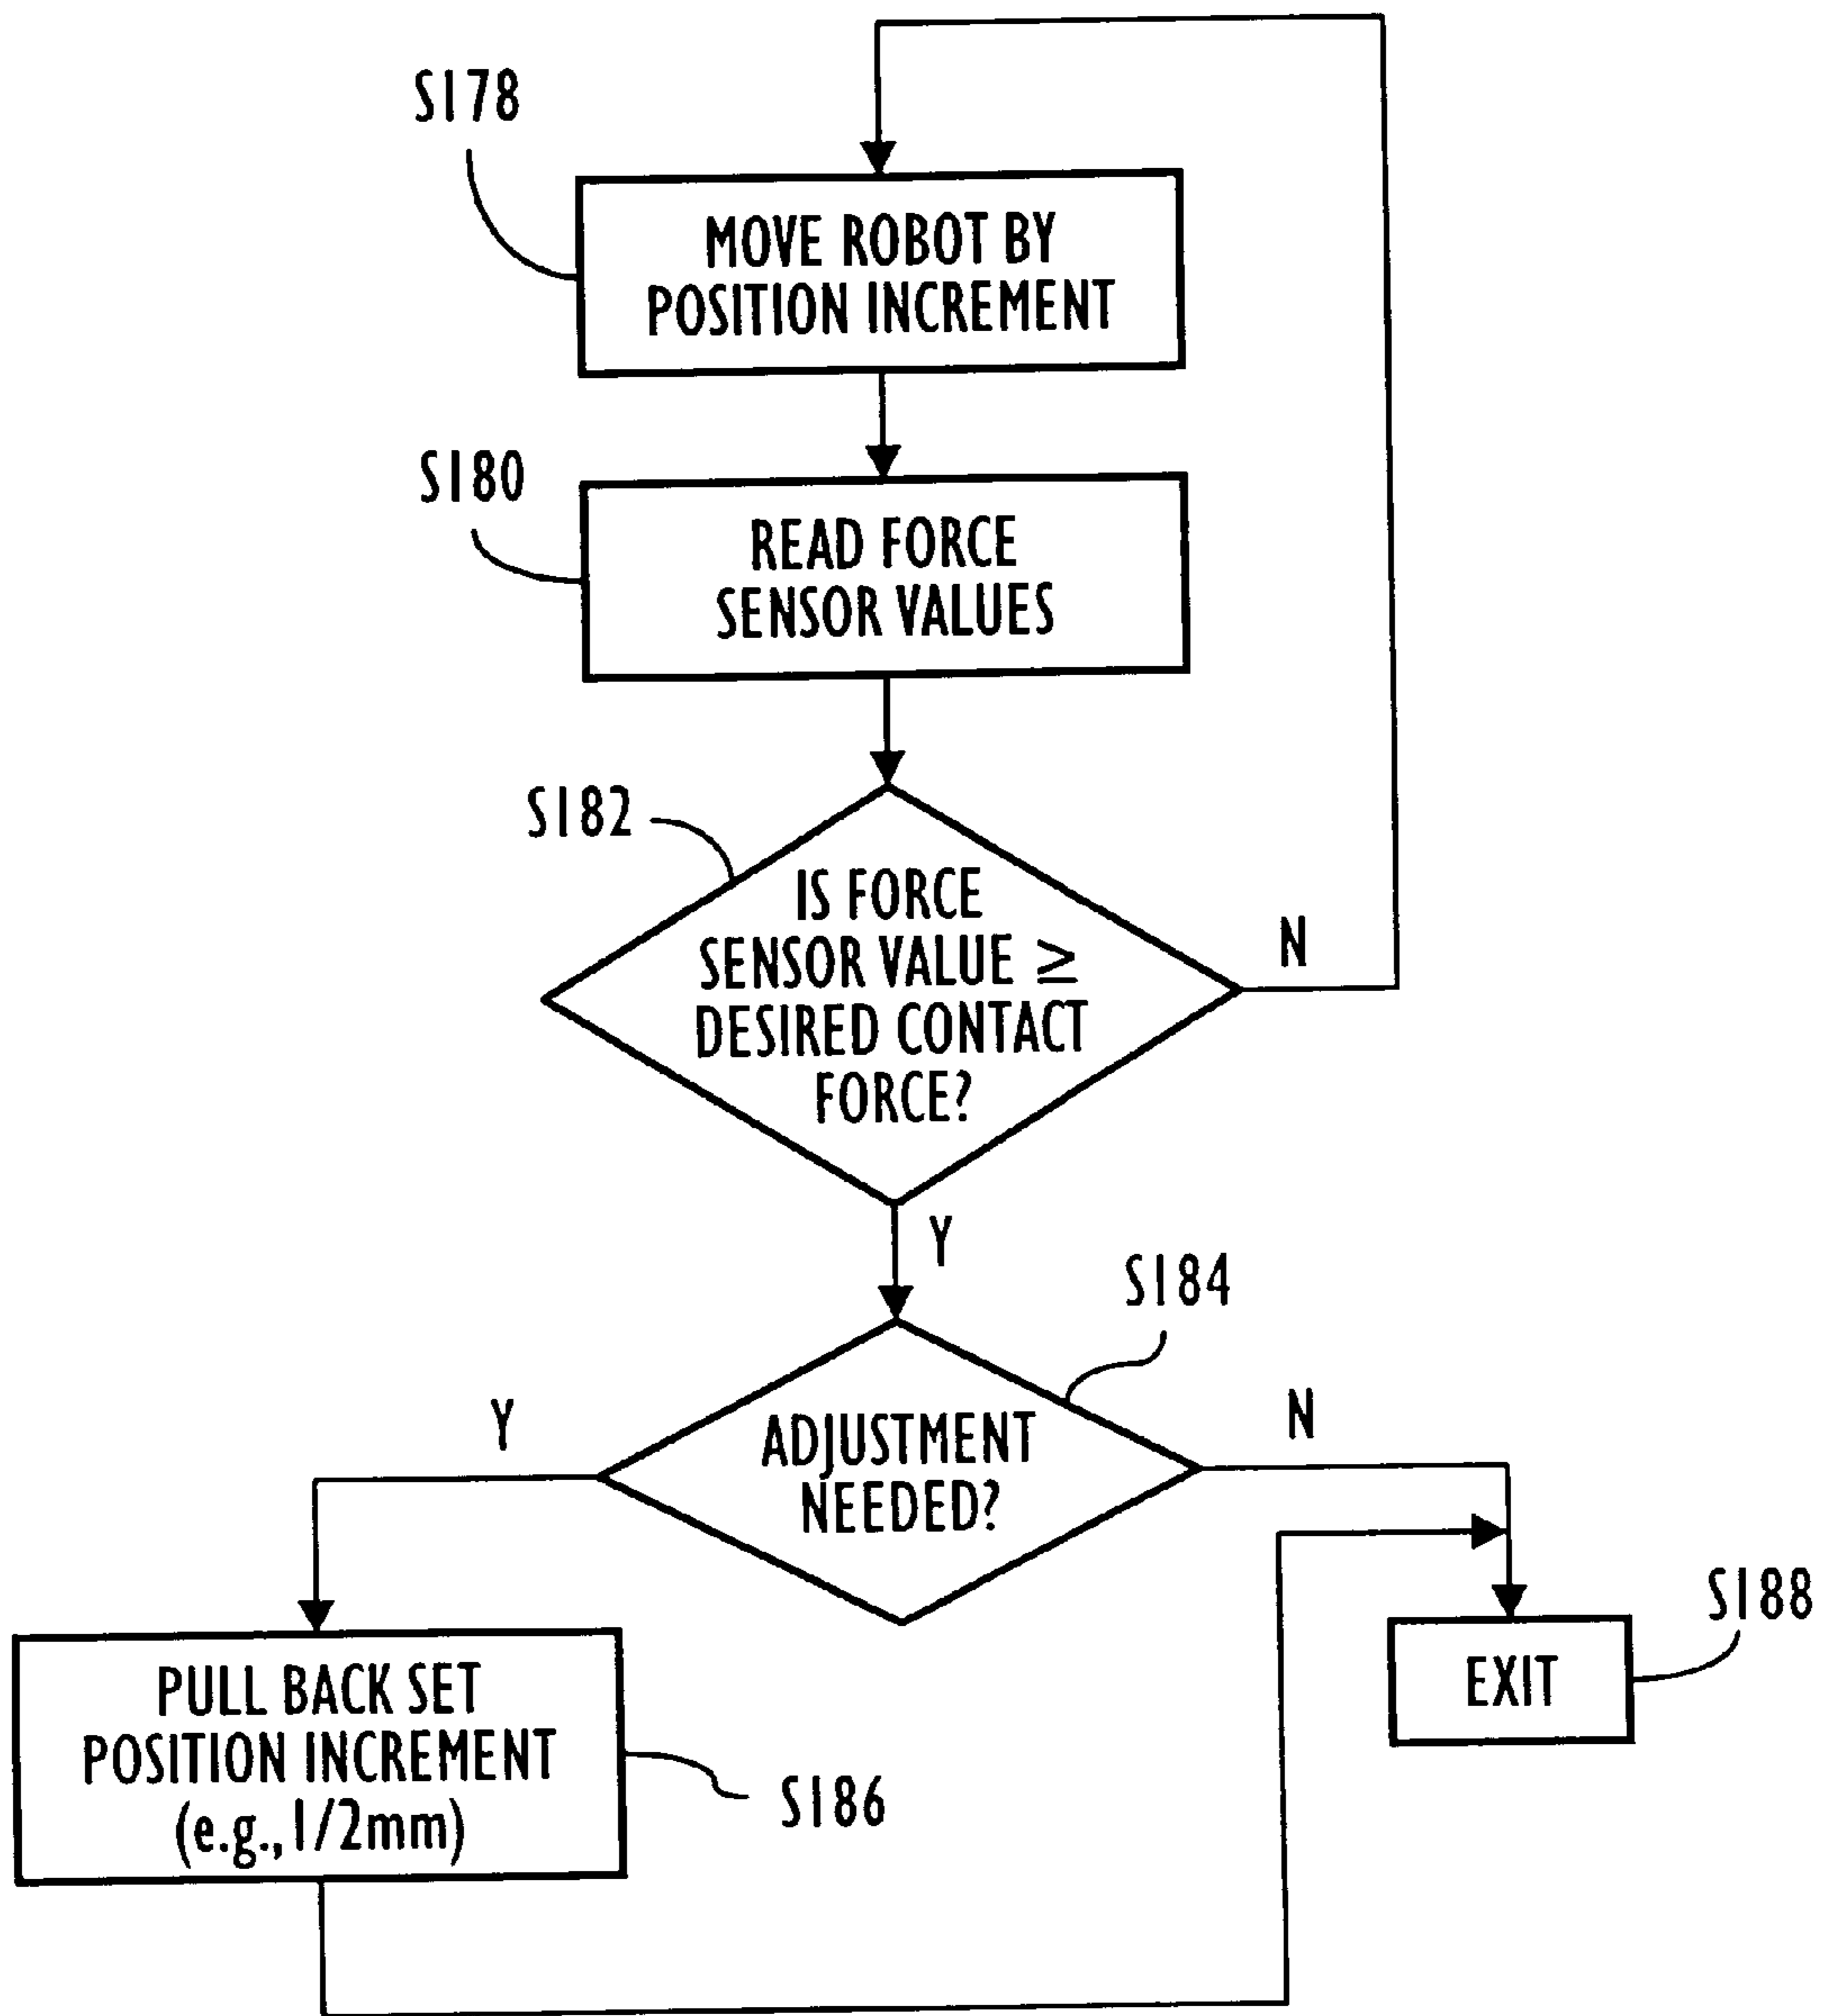 S178
MOVE ROBOT BY
POSITION INCREMENT
S180
READ FORCE
SENSOR VALUES
S182
IS FORCE
SENSOR VALUE ≥
DESIRED CONTACT
FORCE?
N
Y
S184
ADJUSTMENT
NEEDED?
Y
N
PULL BACK SET
POSITION INCREMENT
(e.g., 1/2mm)
S186
EXIT
S188